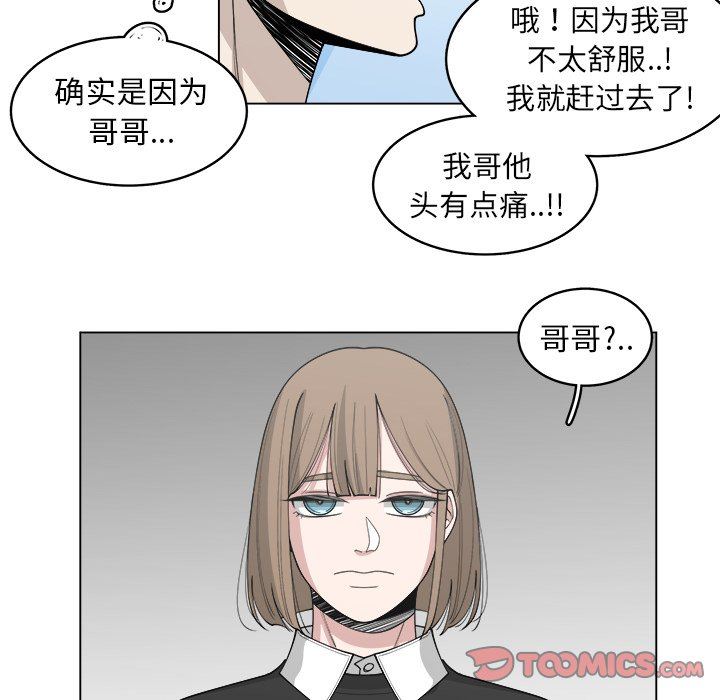 哦！因为我哥
不太舒服..!
我就赶过去了!
确实是因为
哥哥...
我哥他
头有点痛..!!
哥哥?..
TOOMICS.COM